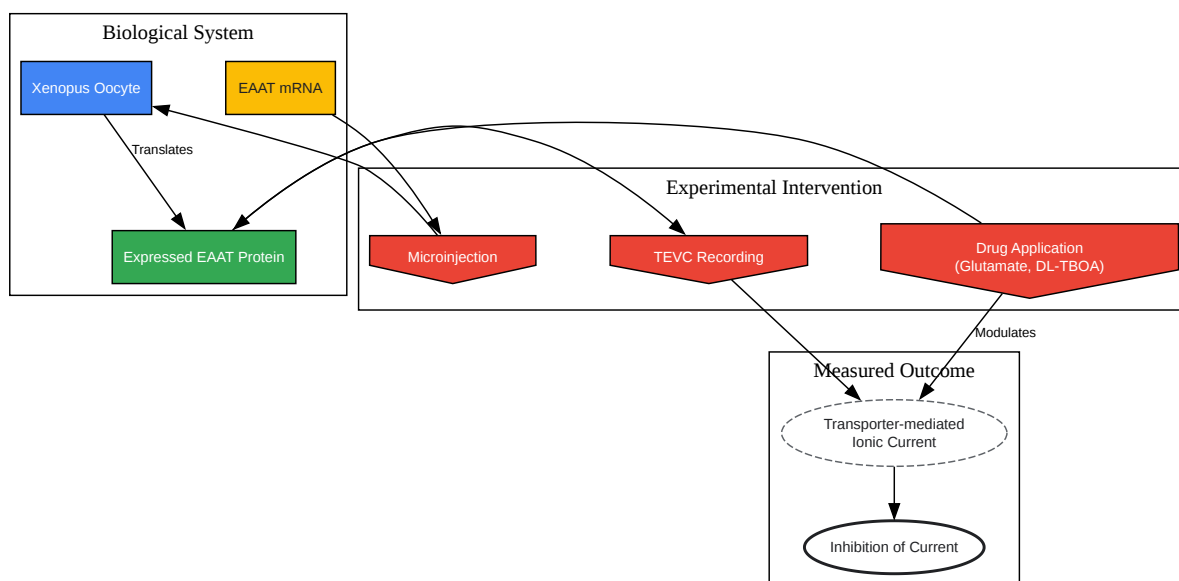 Biological System
Xenopus Oocyte
EAAT mRNA
Translates
Expressed EAAT Protein
Experimental Intervention
Microinjection
TEVC Recording
Drug Application
(Glutamate, DL-TBOA)
Modulates
Measured Outcome
Transporter-mediated
Ionic Current
Inhibition of Current